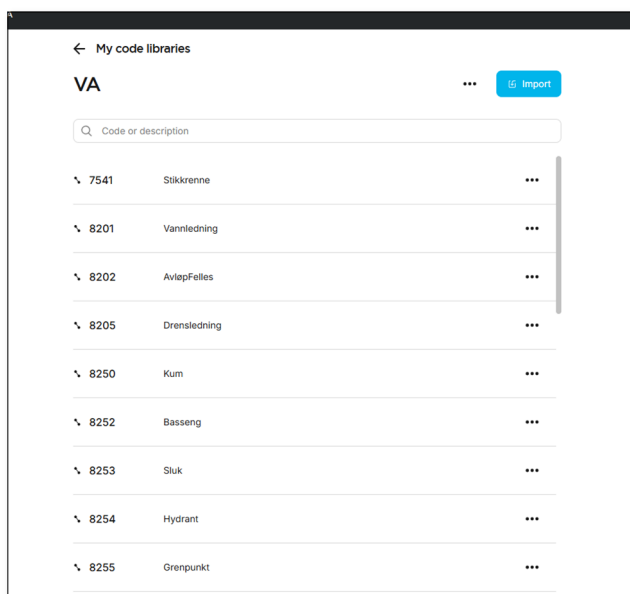 My code libraries
VA
Import
Code or description
7541 Stikkrenne
8201 Vannledning
8202 AvløpFelles
8205 Drensledning
8250 Kum
8252 Basseng
8253 Sluk
8254 Hydrant
8255 Grenpunkt